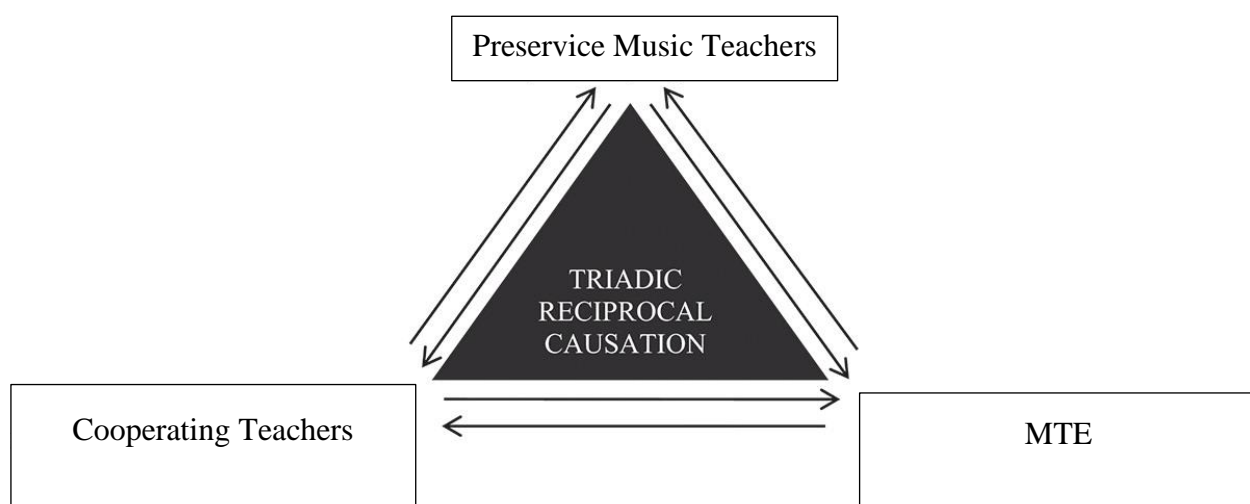 Preservice Music Teachers
TRIADIC
RECIPROCAL
CAUSATION
Cooperating Teachers
MTE